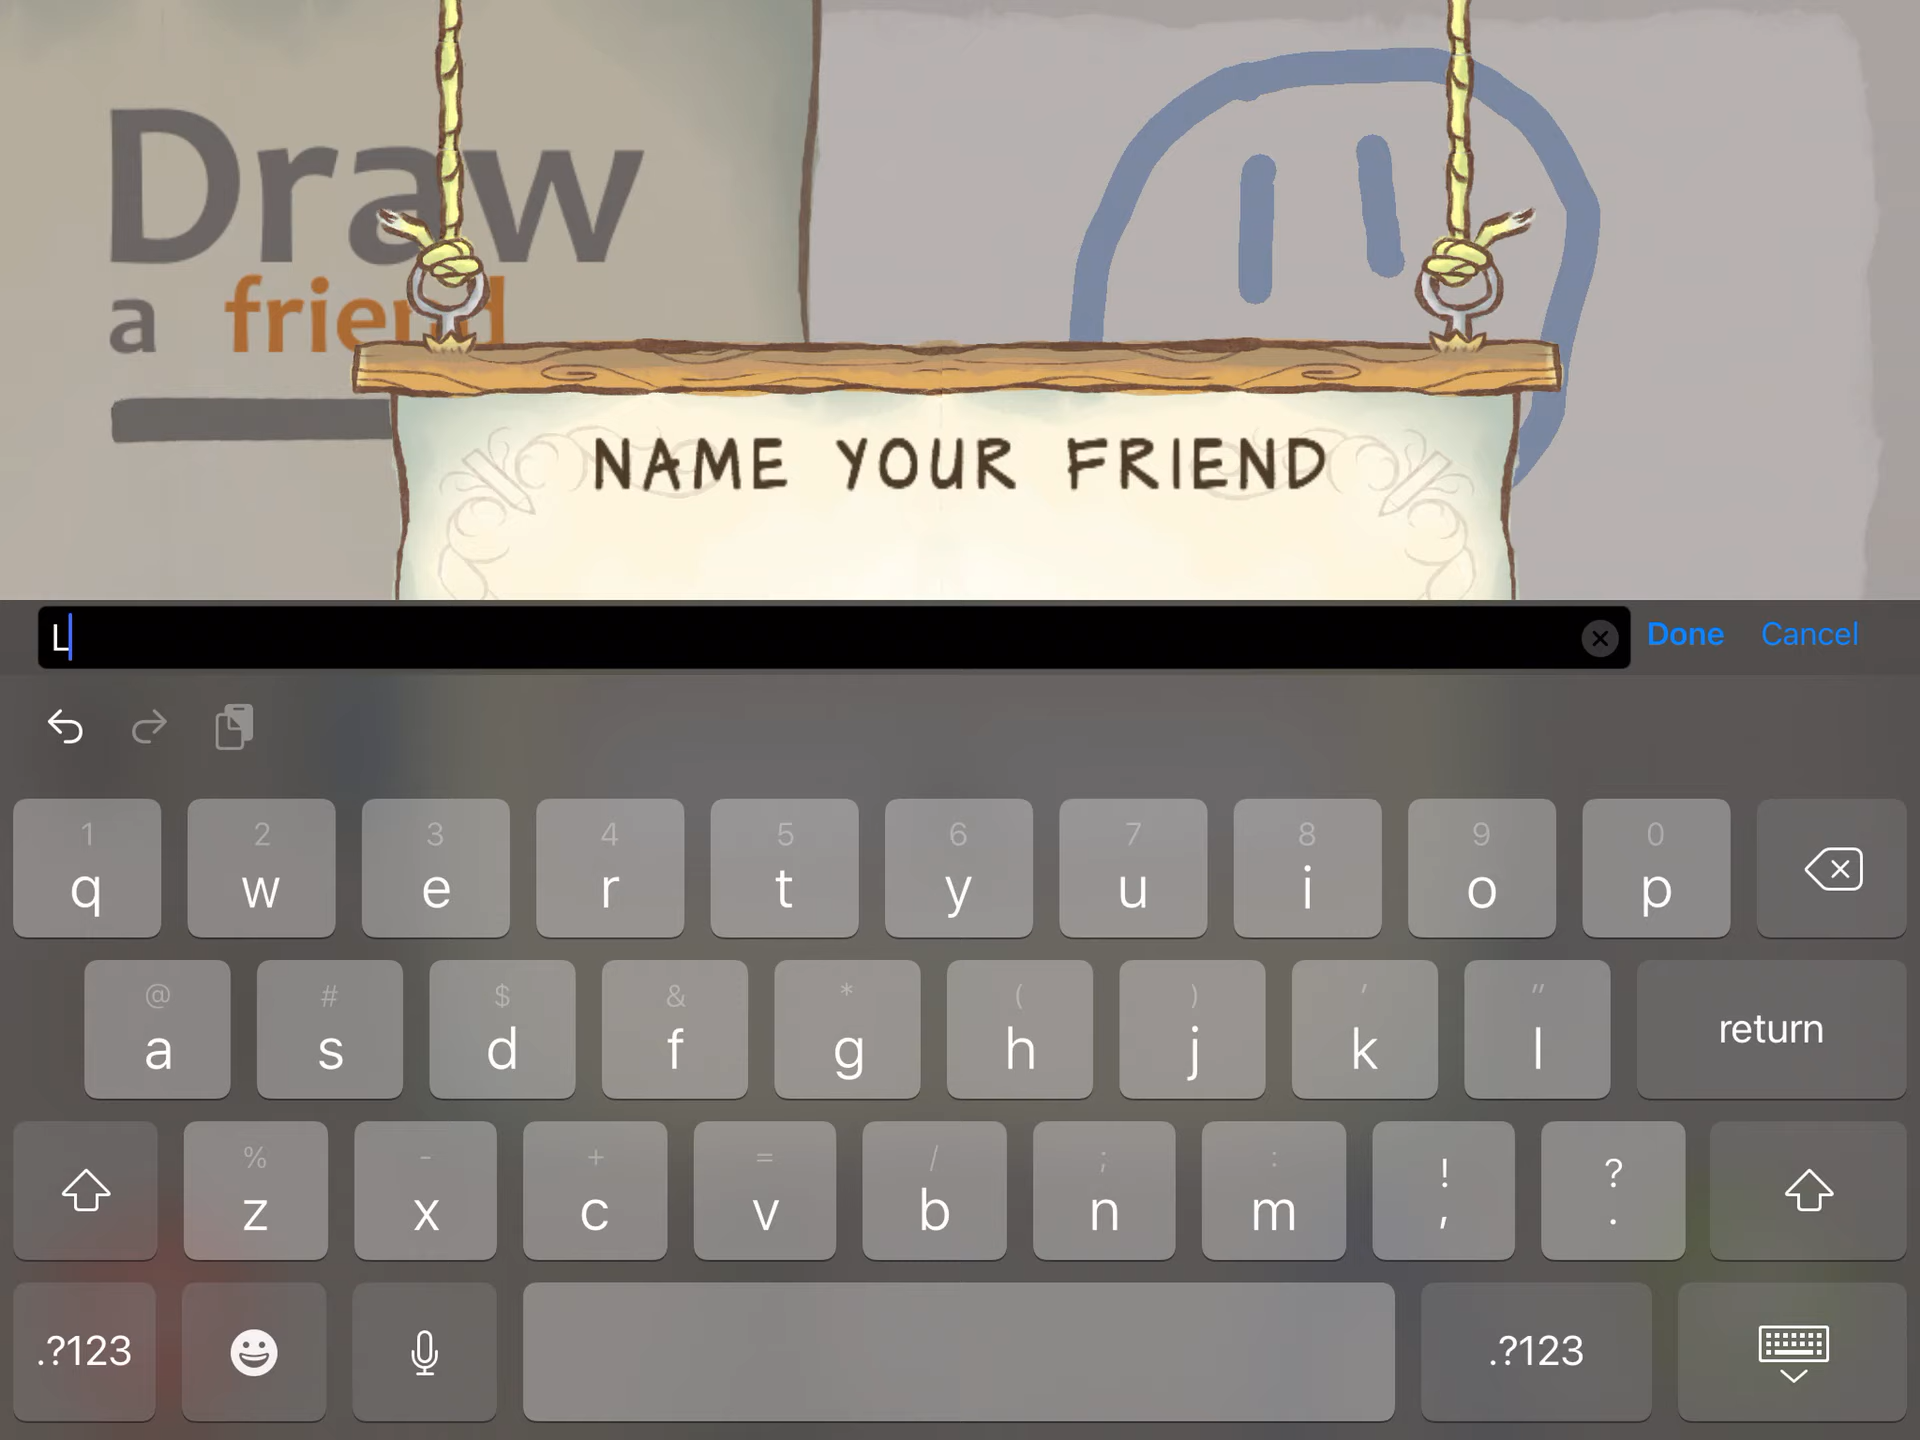 Draw
a friend
NAME YOUR FRIEND
L
Done Cancel
1 2 3 4 5 6 7 8 9 0
q w e r t y u i o p
@ # $ & * ( ) ' "
a s d f g h j k l return
% - + = / ; : ! ?
z x c v b n m , .
.?123 .?123